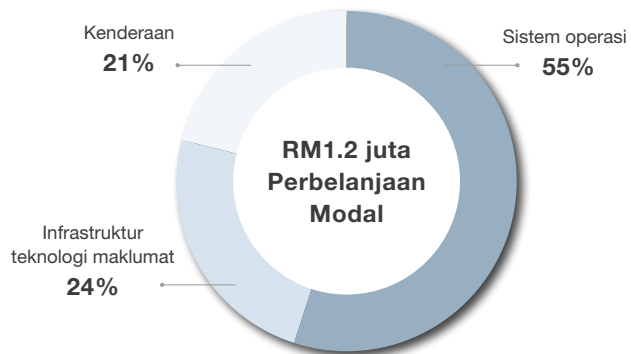 Kenderaan
21%
Sistem operasi
55%
RM1.2 juta
Perbelanjaan
Modal
Infrastruktur
teknologi maklumat
24%